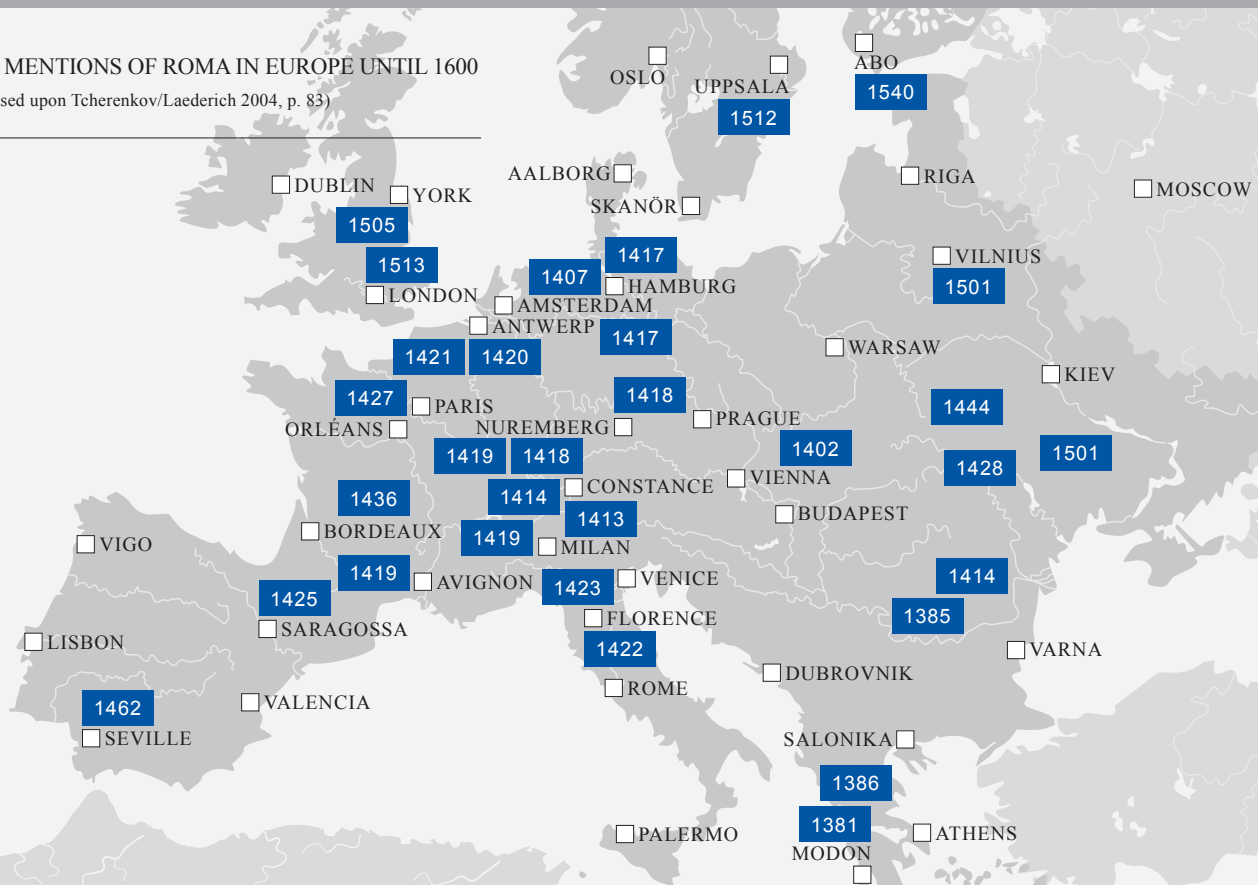 MENTIONS OF ROMA IN EUROPE UNTIL 1600
sed upon Tcherenkov/Laederich 2004, p. 83)
OSLO
UPPSALA
1512
ABO
1540
DUBLIN
YORK
1505
1513
LONDON
AALBORG
SKANÖR
RIGA
MOSCOW
1417
1407
HAMBURG
AMSTERDAM
ANTWERP
1417
VILNIUS
1501
WARSAW
KIEV
1421
1420
1427
PARIS
ORLÉANS
1418
NUREMBERG
PRAGUE
1444
1402
1428
1501
1419
1418
1414
CONSTANCE
VIENNA
1413
BUDAPEST
1436
BORDEAUX
1419
MILAN
VIGO
1419
AVIGNON
1423
VENICE
1425
SARAGOSSA
FLORENCE
1422
1414
1385
LISBON
VARNA
DUBROVNIK
ROME
1462
SEVILLE
VALENCIA
SALONIKA
1386
1381
MODON
ATHENS
PALERMO